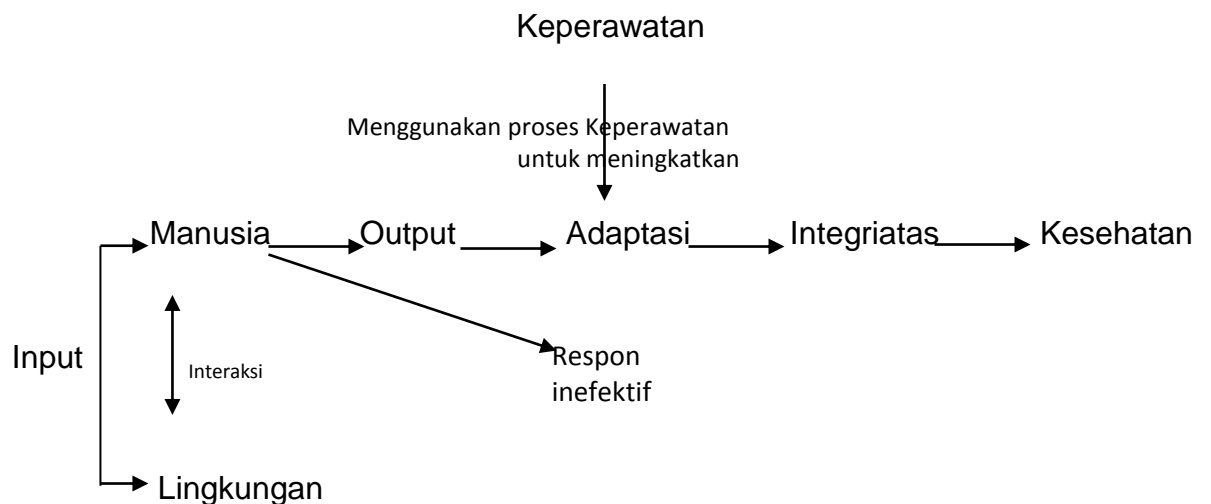 Keperawatan
Menggunakan proses Keperawatan
untuk meningkatkan
Manusia Output Adaptasi Integriatas Kesehatan
Input
Interaksi
Respon
inefektif
Lingkungan